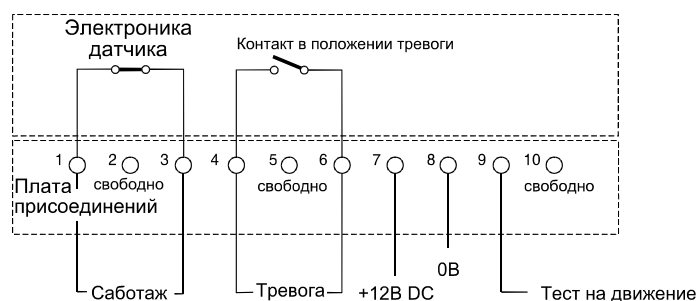 Электроника
датчика
Контакт в положении тревоги
1 2 3 4 5 6 7 8 9 10
свободно свободно свободно
Плата
присоединений
Саботаж Тревога +12В DC 0В Тест на движение